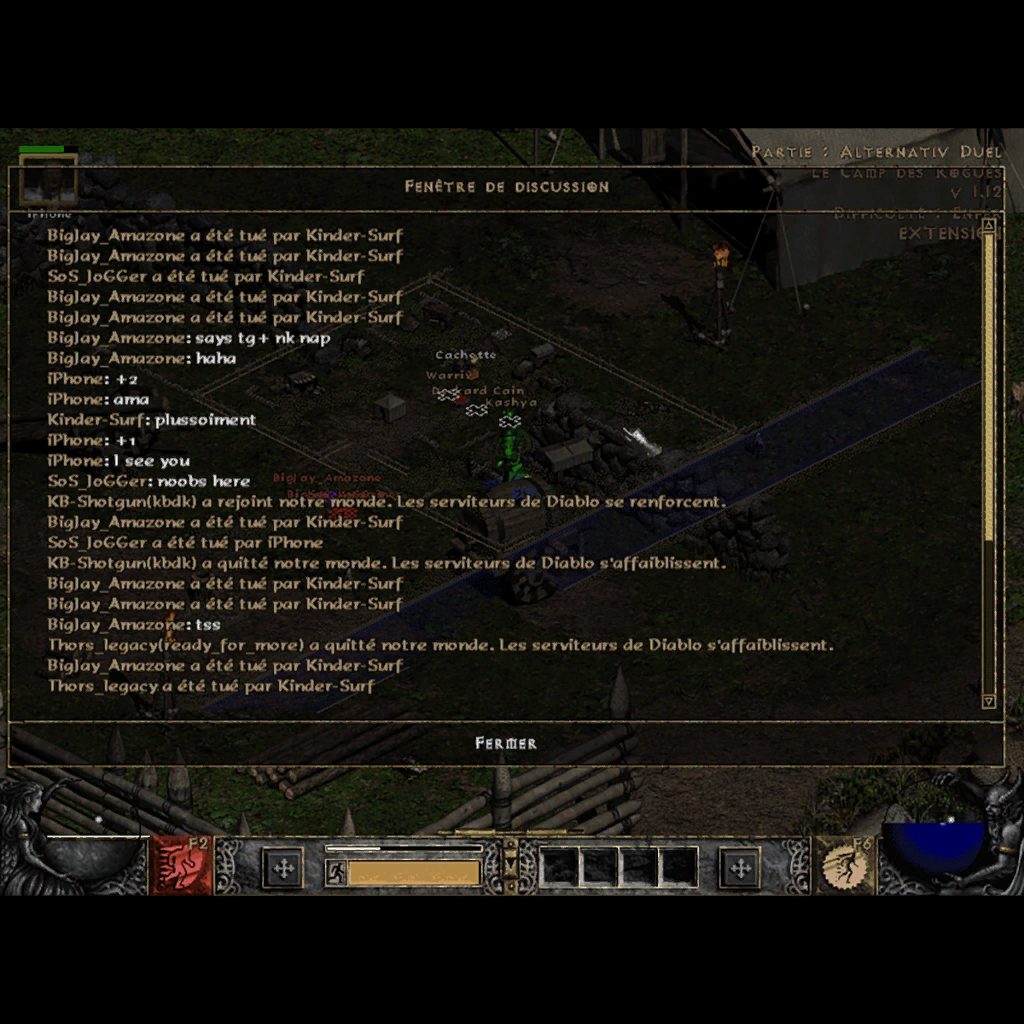 Partie : Alternativ Duel
Le Camp des Rogues
v 1.12
Difficulté : Enfer
Extension
iPhone
Fenêtre de discussion
BigJay_Amazone a été tué par Kinder-Surf
BigJay_Amazone a été tué par Kinder-Surf
SoS_JoGGer a été tué par Kinder-Surf
BigJay_Amazone a été tué par Kinder-Surf
BigJay_Amazone a été tué par Kinder-Surf
BigJay_Amazone: says tg+ nk nap
BigJay_Amazone: haha
iPhone: +2
iPhone: ama
Kinder-Surf: plussoiment
iPhone: +1
iPhone: I see you
SoS_JoGGer: noobs here
KB-Shotgun(kbdk) a rejoint notre monde. Les serviteurs de Diablo se renforcent.
BigJay_Amazone a été tué par Kinder-Surf
SoS_JoGGer a été tué par iPhone
KB-Shotgun(kbdk) a quitté notre monde. Les serviteurs de Diablo s'affaiblissent.
BigJay_Amazone a été tué par Kinder-Surf
BigJay_Amazone a été tué par Kinder-Surf
BigJay_Amazone: tss
Thors_legacy(ready_for_more) a quitté notre monde. Les serviteurs de Diablo s'affaiblissent.
BigJay_Amazone a été tué par Kinder-Surf
Thors_legacy a été tué par Kinder-Surf
Cachette
Warriv
Deckard Cain
Kashya
BigJay_Amazone
Fermer
F2
F6